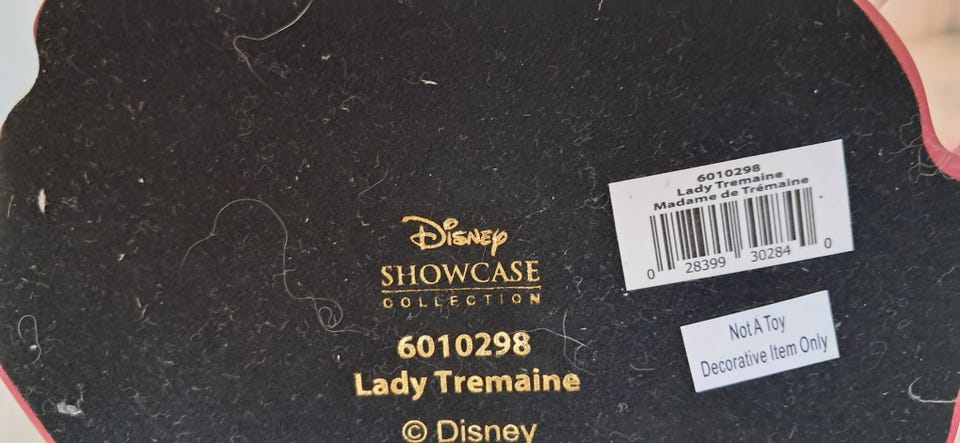 6010298
Lady Tremaine
Madame de Trémaine
0 28399 30284 0
Not A Toy
Decorative Item Only
Disney
SHOWCASE
COLLECTION
6010298
Lady Tremaine
© Disney